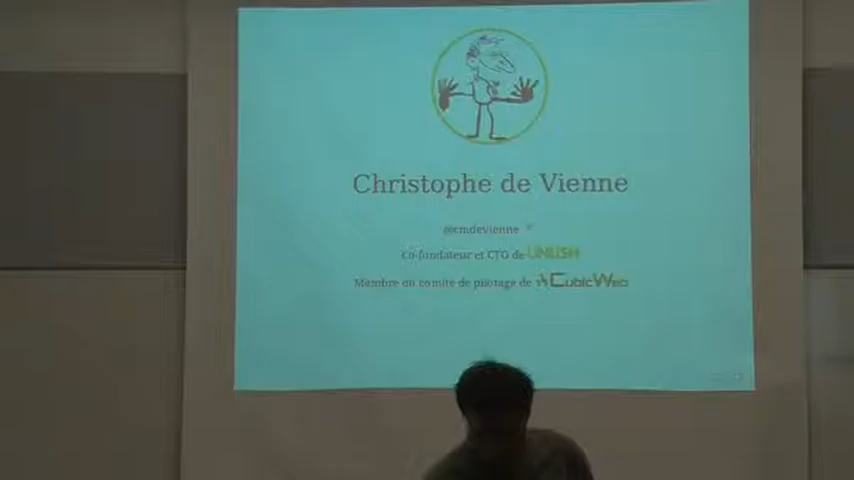 Christophe de Vienne
@cmdevienne
Co-fondateur et CTO de UNLISH
Membre du comité de pilotage de CubicWeb